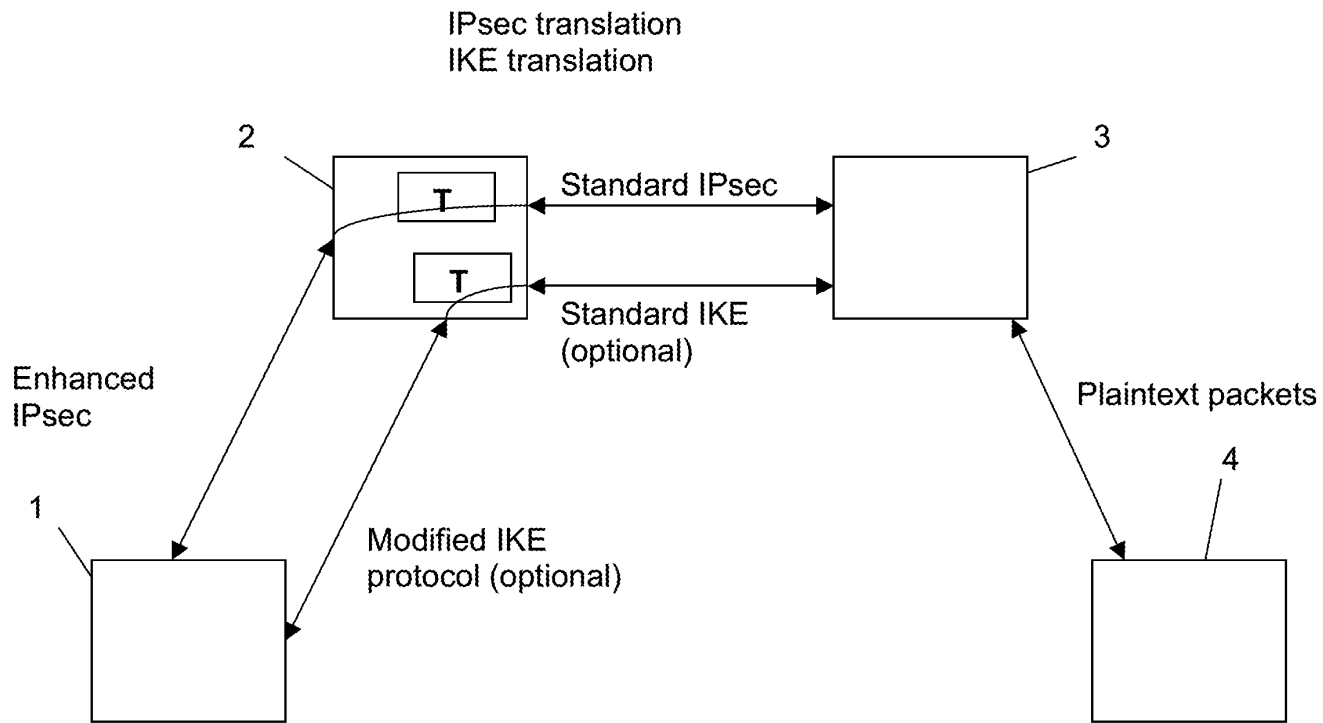 IPsec translation
IKE translation
2
3
T
Standard IPsec
T
Standard IKE
(optional)
Enhanced
IPsec
Plaintext packets
4
1
Modified IKE
protocol (optional)